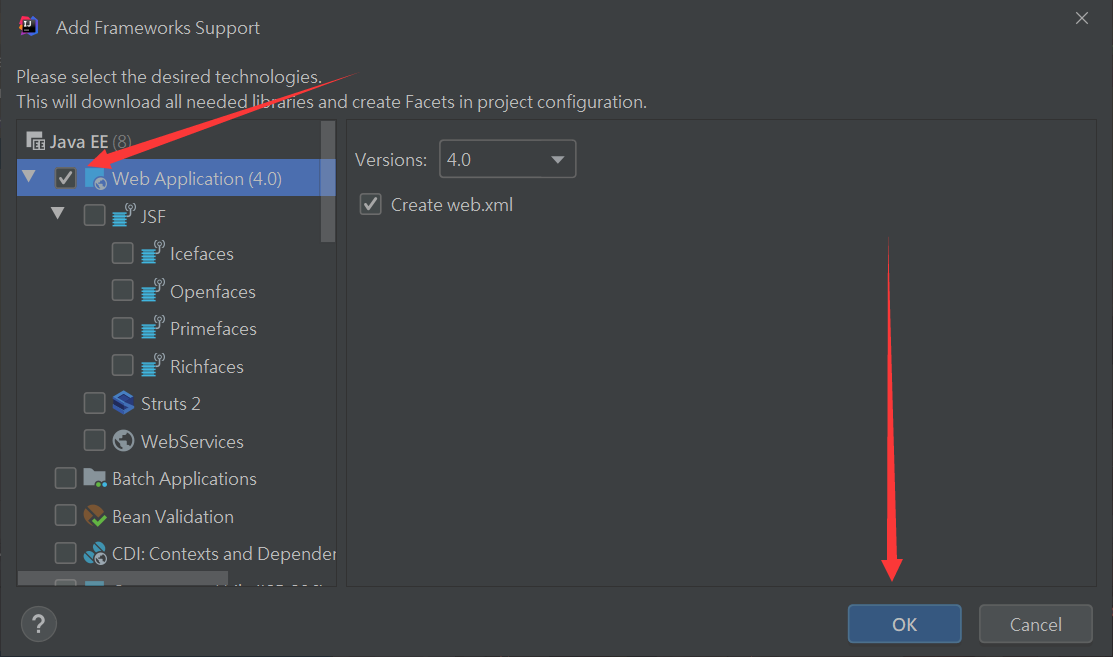 Add Frameworks Support
Please select the desired technologies.
This will download all needed libraries and create Facets in project configuration.
Java EE (8)
Web Application (4.0)
JSF
Icefaces
Openfaces
Primefaces
Richfaces
Struts 2
WebServices
Batch Applications
Bean Validation
CDI: Contexts and Depender
Versions: 4.0
Create web.xml
?
OK
Cancel